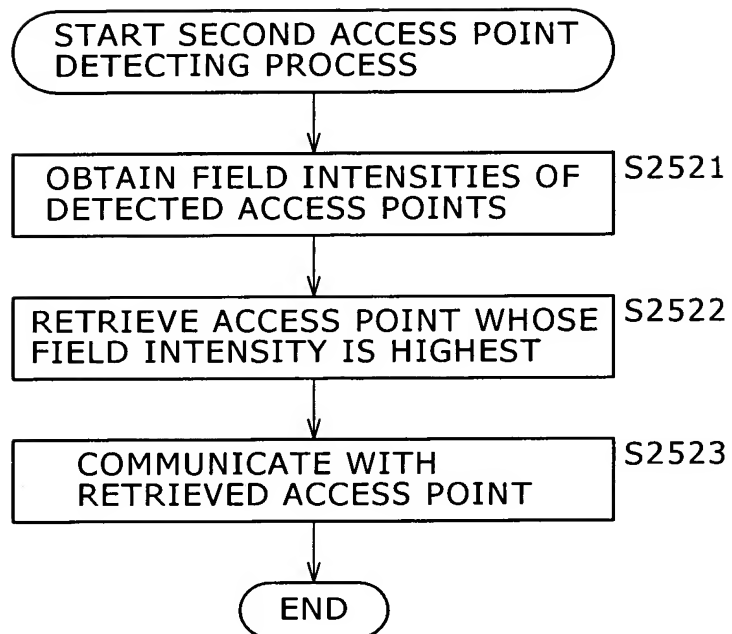 START SECOND ACCESS POINT
DETECTING PROCESS
OBTAIN FIELD INTENSITIES OF
DETECTED ACCESS POINTS
S2521
RETRIEVE ACCESS POINT WHOSE
FIELD INTENSITY IS HIGHEST
S2522
COMMUNICATE WITH
RETRIEVED ACCESS POINT
S2523
END